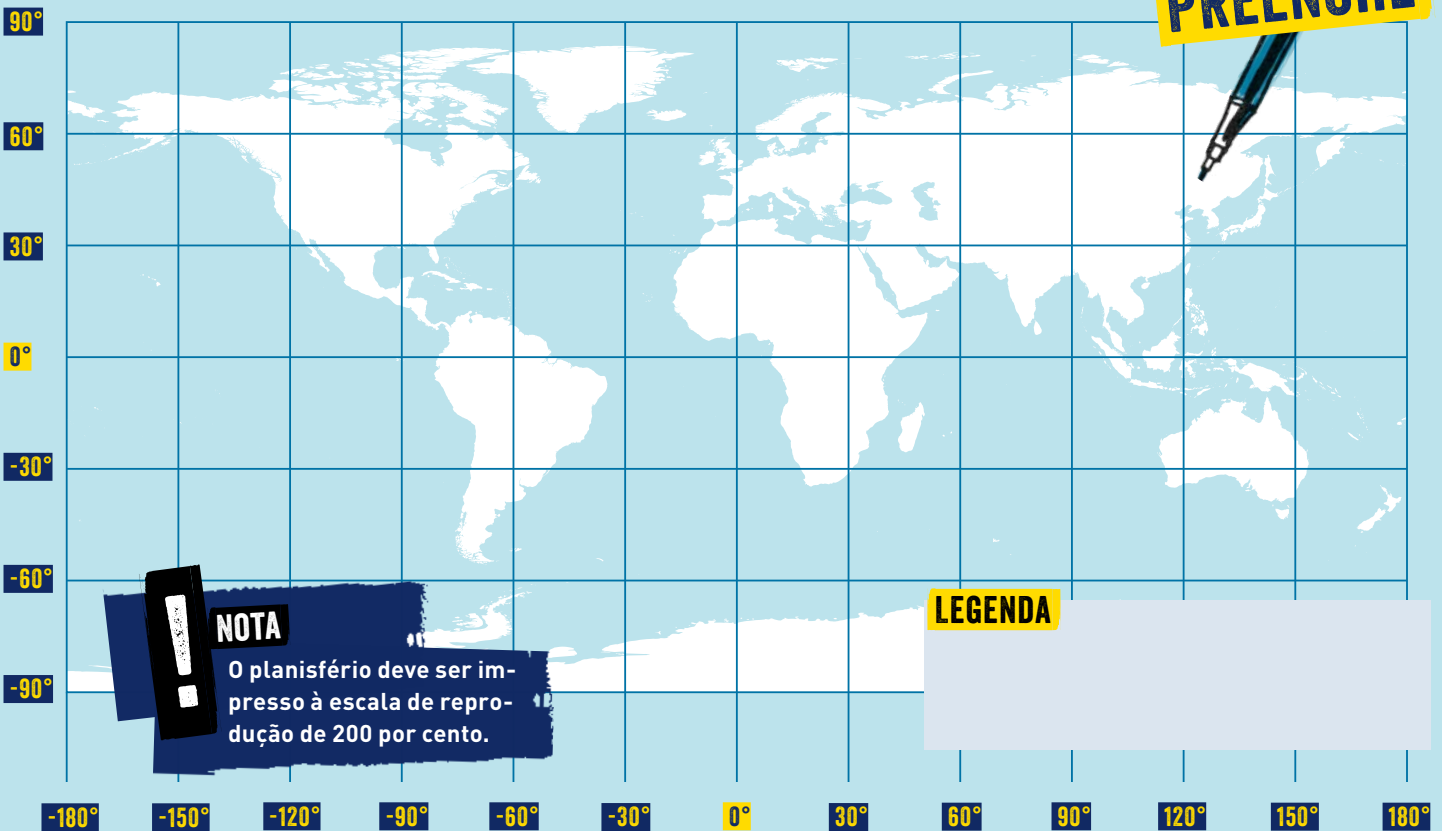 PREENCHE
90°
60°
30°
0°
-30°
-60°
-90°
NOTA
O planisfério deve ser im-
presso à escala de repro-
dução de 200 por cento.
LEGENDA
-180° -150° -120° -90° -60° -30° 0° 30° 60° 90° 120° 150° 180°